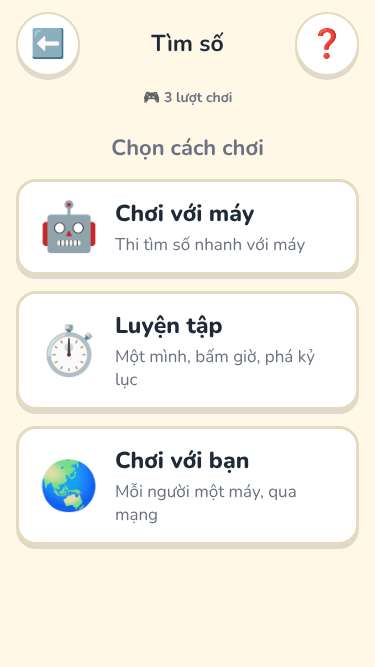 Tìm số
3 lượt chơi
Chọn cách chơi
Chơi với máy
Thi tìm số nhanh với máy
Luyện tập
Một mình, bấm giờ, phá kỷ
lục
Chơi với bạn
Mỗi người một máy, qua
mạng